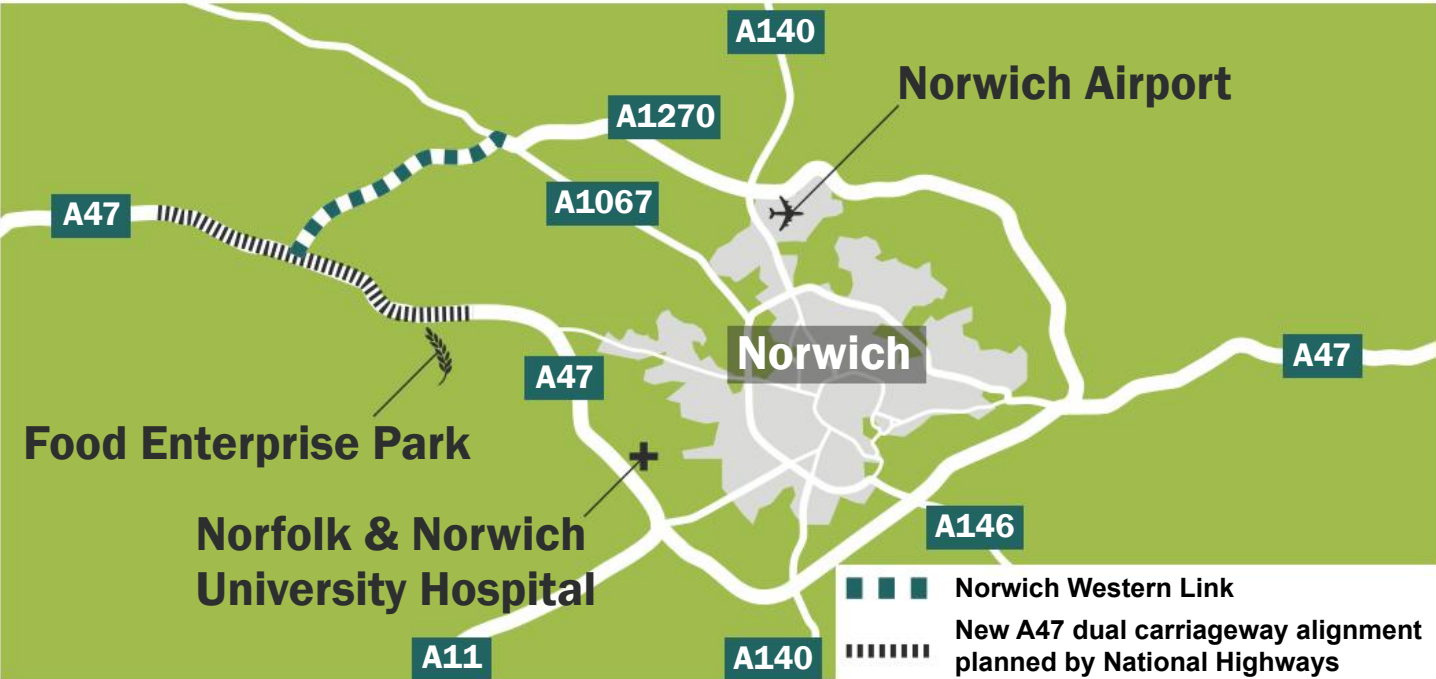 A140
Norwich Airport
A1270
A47
A1067
Norwich
A47
A47
Food Enterprise Park
Norfolk & Norwich
University Hospital
A146
A11
A140
Norwich Western Link
New A47 dual carriageway alignment
planned by National Highways